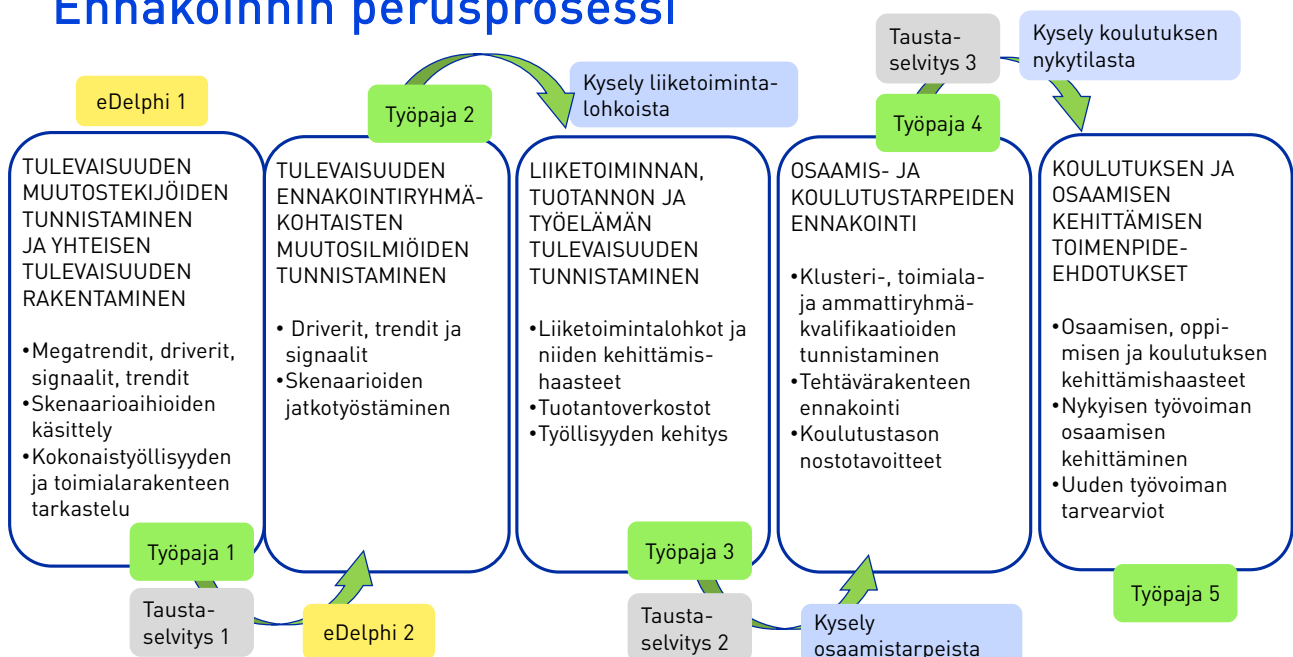 Ennakoinnin perusprosessi
eDelphi 1
TULEVAISUUDEN
MUUTOSTEKIJÖIDEN
TUNNISTAMINEN
JA YHTEISEN
TULEVAISUUDEN
RAKENTAMINEN
•Megatrendit, driverit,
signaalit, trendit
•Skenaarioaihioiden
käsittely
•Kokonaistyöllisyyden
ja toimialarakenteen
tarkastelu
Työpaja 1
Tausta-
selvitys 1
eDelphi 2
Työpaja 2
TULEVAISUUDEN
ENNAKOINTIRYHMÄ-
KOHTAISTEN
MUUTOSILMIÖIDEN
TUNNISTAMINEN
• Driverit, trendit ja
signaalit
•Skenaarioiden
jatkotyöstäminen
Kysely liiketoiminta-
lohkoista
LIIKETOIMINNAN,
TUOTANNON JA
TYÖELÄMÄN
TULEVAISUUDEN
TUNNISTAMINEN
•Liiketoimintalohkot ja
niiden kehittämis-
haasteet
•Tuotantoverkostot
•Työllisyyden kehitys
Työpaja 3
Tausta-
selvitys 2
Kysely
osaamistarpeista
Tausta-
selvitys 3
Työpaja 4
OSAAMIS- JA
KOULUTUSTARPEIDEN
ENNAKOINTI
•Klusteri-, toimiala-
ja ammattiryhmä-
kvalifikaatioiden
tunnistaminen
•Tehtävärakenteen
ennakointi
•Koulutustason
nostotavoitteet
Kysely koulutuksen
nykytilasta
KOULUTUKSEN JA
OSAAMISEN
KEHITTÄMISEN
TOIMENPIDE-
EHDOTUKSET
•Osaamisen, oppi-
misen ja koulutuksen
kehittämishaasteet
•Nykyisen työvoiman
osaamisen
kehittäminen
•Uuden työvoiman
tarvearviot
Työpaja 5